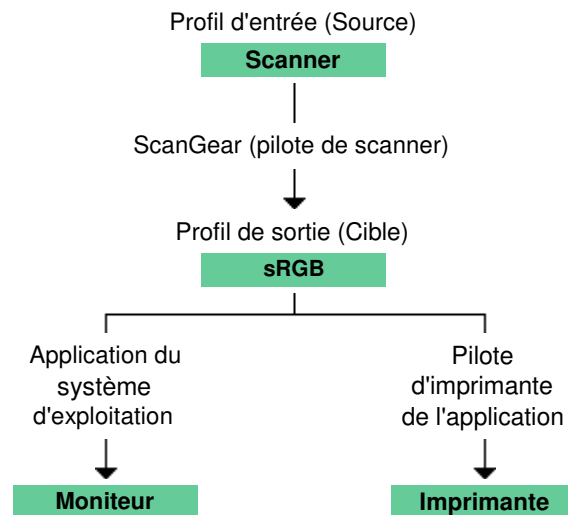 Profil d'entrée (Source)
Scanner
ScanGear (pilote de scanner)
Profil de sortie (Cible)
sRGB
Application du
système
d'exploitation
Moniteur
Pilote
d'imprimante
de l'application
Imprimante